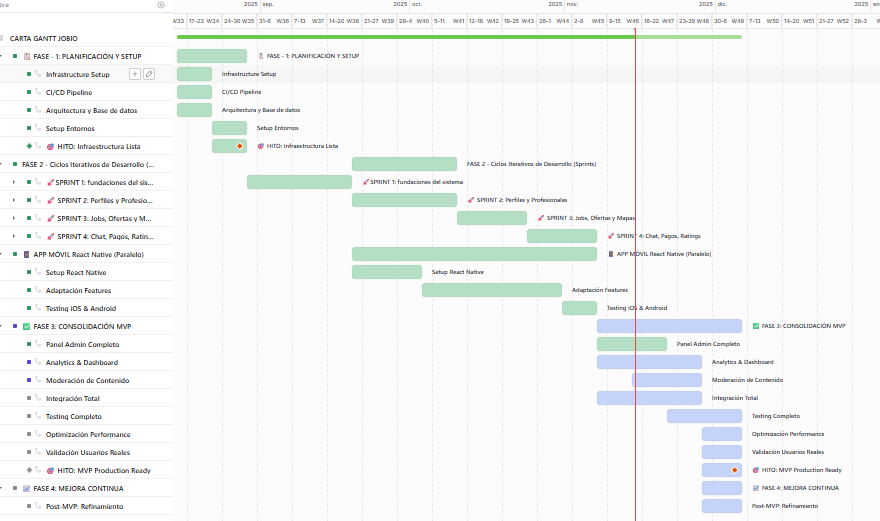 bre
2025 sep. 2025 oct. 2025 nov. 2025 dic. 2025 en
W33 17-23 W34 24-30 W35 31-6 W36 7-13 W37 14-20 W38 21-27 W39 28-4 W40 5-11 W41 12-18 W42 19-25 W43 26-1 W44 2-8 W45 9-15 W46 16-22 W47 23-29 W48 30-6 W49 7-13 W50 14-20 W51 21-27 W52 28-3
CARTA GANTT JOBIO
FASE - 1: PLANIFICACIÓN Y SETUP FASE - 1: PLANIFICACIÓN Y SETUP
Infrastructure Setup Infrastructure Setup
CI/CD Pipeline CI/CD Pipeline
Arquitectura y Base de datos Arquitectura y Base de datos
Setup Entornos Setup Entornos
HITO: Infraestructura Lista HITO: Infraestructura Lista
FASE 2 - Ciclos Iterativos de Desarrollo (... FASE 2 - Ciclos Iterativos de Desarrollo (Sprints)
SPRINT 1: fundaciones del sis... SPRINT 1: fundaciones del sistema
SPRINT 2: Perfiles y Profesio... SPRINT 2: Perfiles y Profesionales
SPRINT 3: Jobs, Ofertas y M... SPRINT 3: Jobs, Ofertas y Mapas
SPRINT 4: Chat, Pagos, Ratin... SPRINT 4: Chat, Pagos, Ratings
APP MÓVIL React Native (Paralelo) APP MÓVIL React Native (Paralelo)
Setup React Native Setup React Native
Adaptación Features Adaptación Features
Testing iOS & Android Testing iOS & Android
FASE 3: CONSOLIDACIÓN MVP FASE 3: CONSOLIDACIÓN MVP
Panel Admin Completo Panel Admin Completo
Analytics & Dashboard Analytics & Dashboard
Moderación de Contenido Moderación de Contenido
Integración Total Integración Total
Testing Completo Testing Completo
Optimización Performance Optimización Performance
Validación Usuarios Reales Validación Usuarios Reales
HITO: MVP Production Ready HITO: MVP Production Ready
FASE 4: MEJORA CONTINUA FASE 4: MEJORA CONTINUA
Post-MVP: Refinamiento Post-MVP: Refinamiento